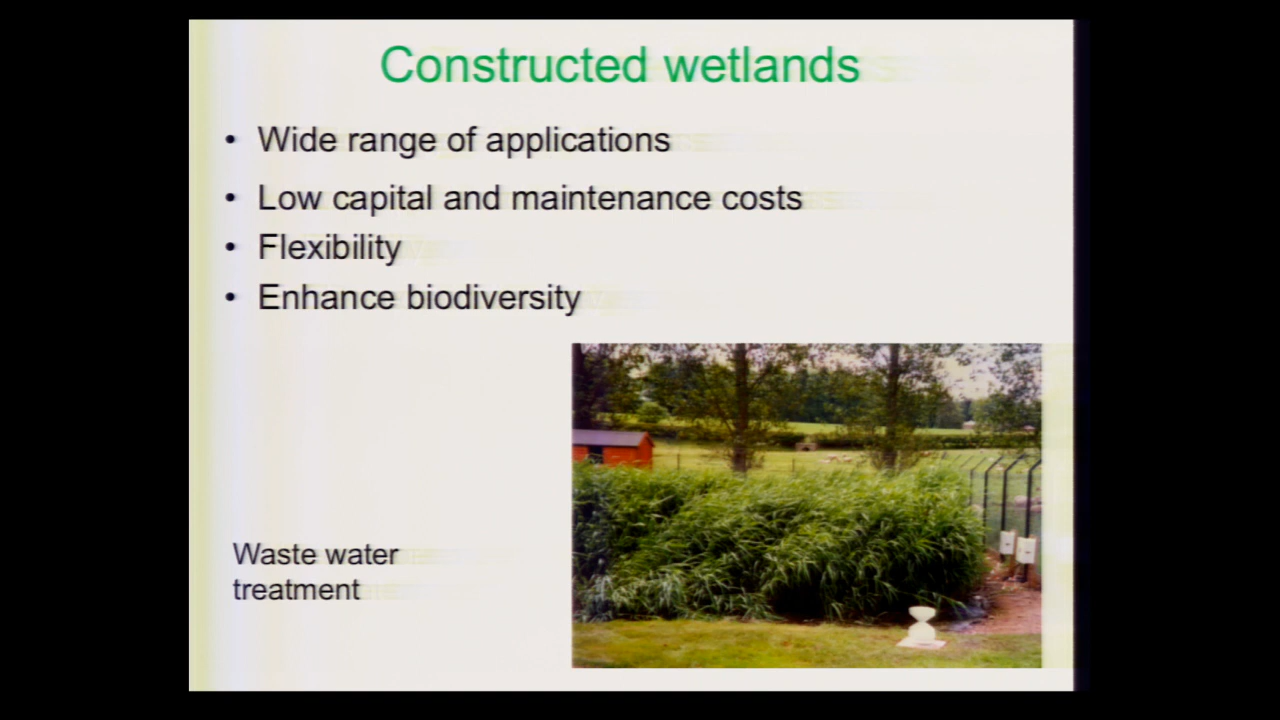 Constructed wetlands
• Wide range of applications
• Low capital and maintenance costs
• Flexibility
• Enhance biodiversity
Waste water
treatment